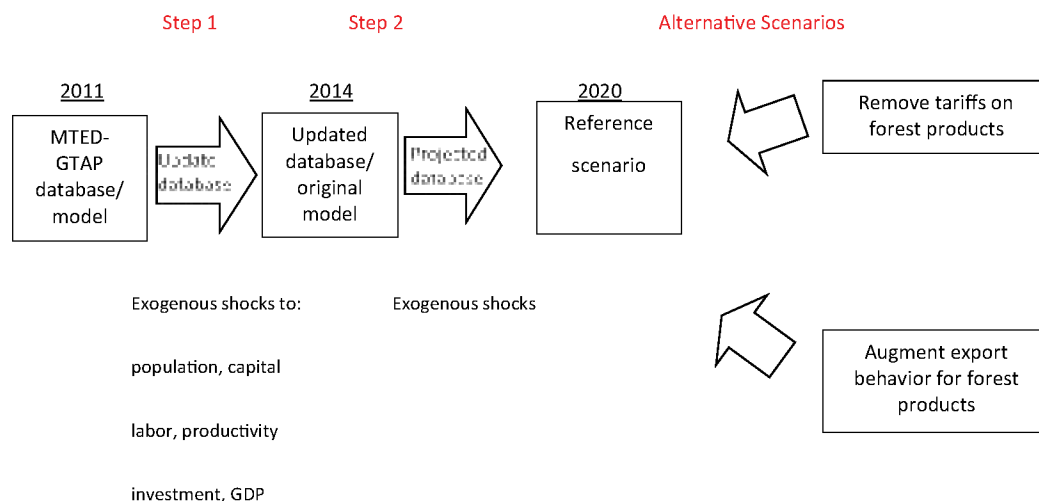 Step 1
Step 2
Alternative Scenarios
2011
MTED-
GTAP
database/
model
Update
database
2014
Updated
database/
original
model
Projected
database
2020
Reference
scenario
Remove tariffs on
forest products
Exogenous shocks to:
population, capital
labor, productivity
investment, GDP
Exogenous shocks
Augment export
behavior for forest
products